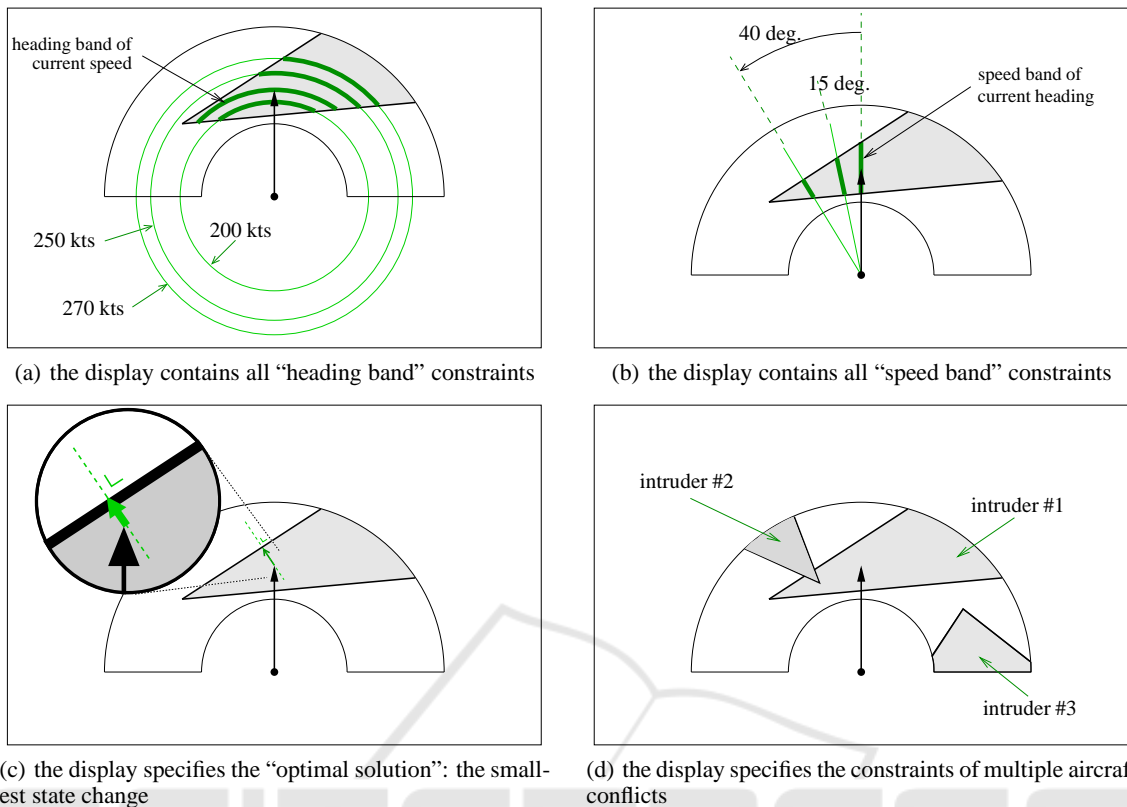 heading band of
current speed
250 kts
200 kts
270 kts
(a) the display contains all “heading band” constraints
40 deg.
15 deg.
speed band of
current heading
(b) the display contains all “speed band” constraints
(c) the display specifies the “optimal solution”: the small-
est state change
intruder #2
intruder #1
intruder #3
(d) the display specifies the constraints of multiple aircraft
conflicts